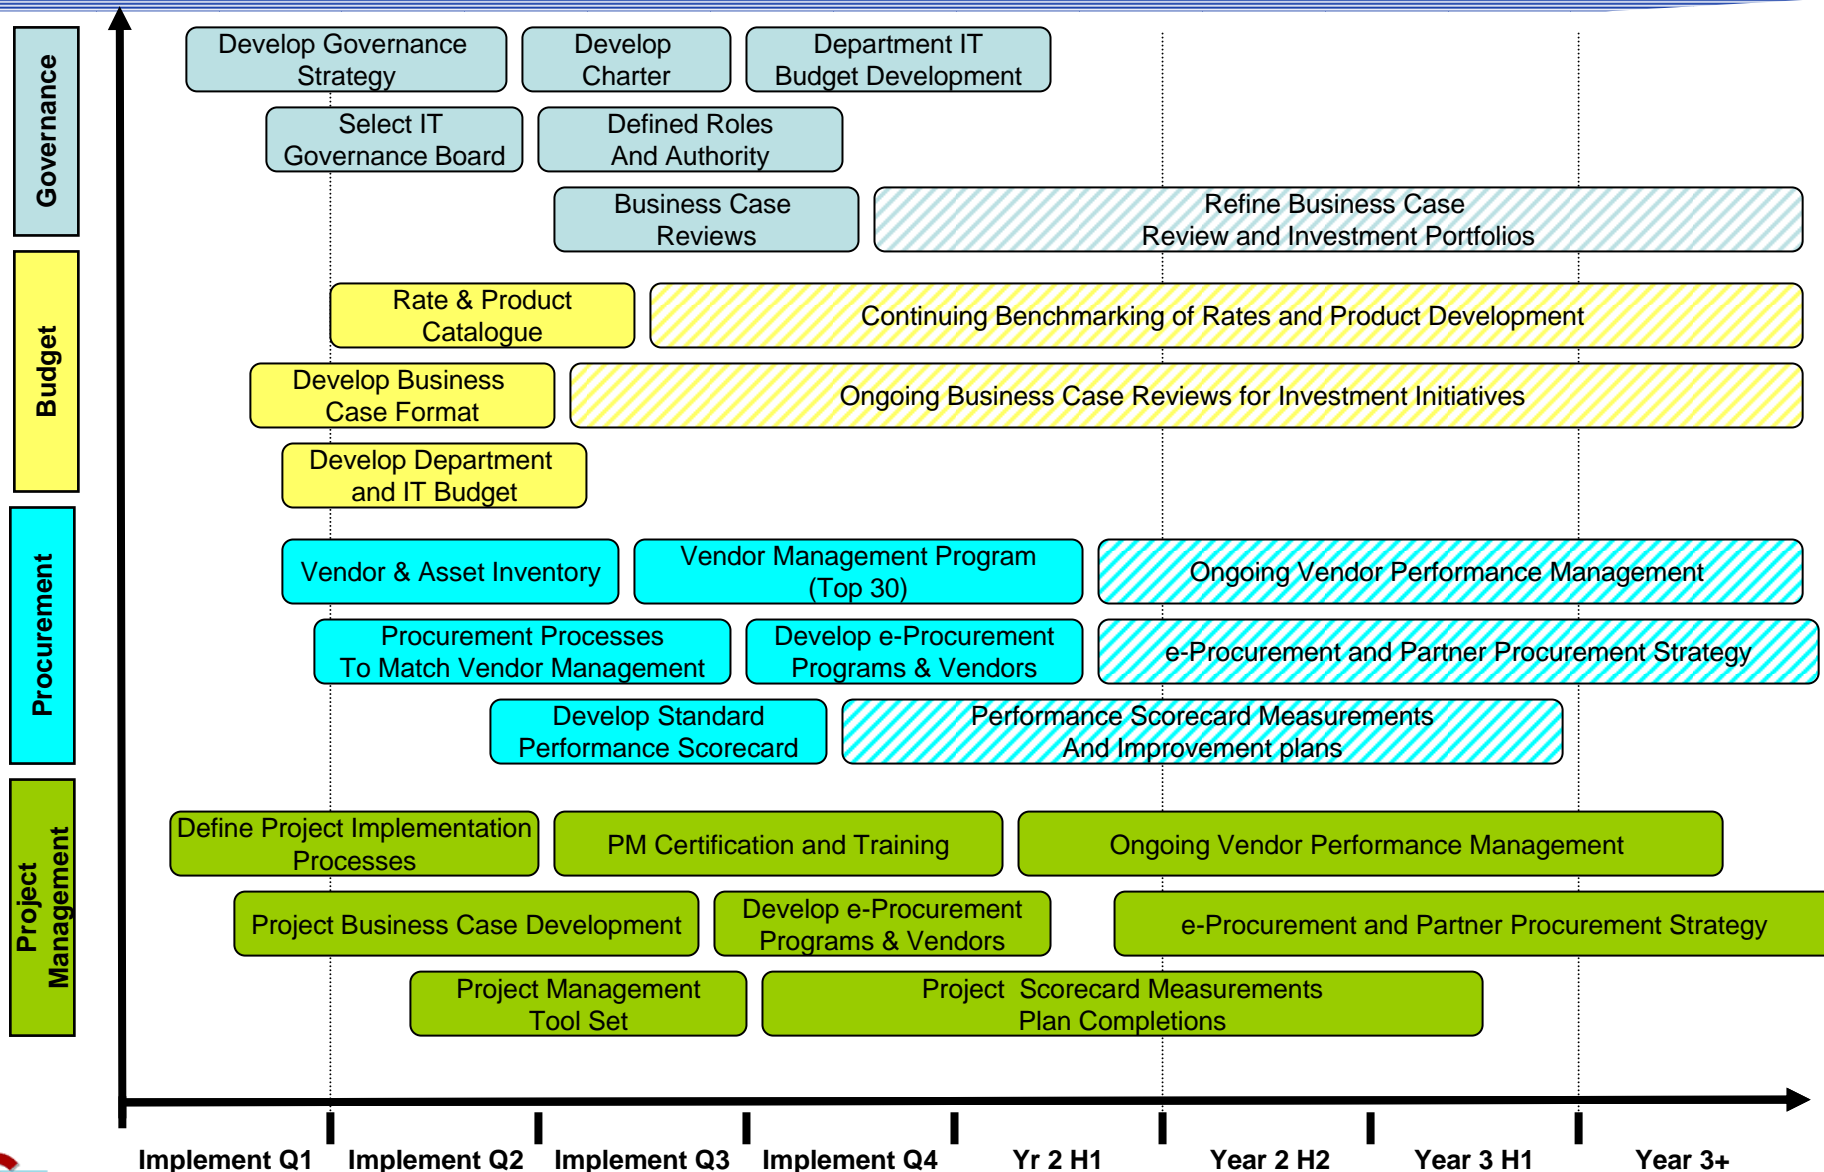 Governance
Develop Governance
Strategy
Develop
Charter
Department IT
Budget Development
Select IT
Governance Board
Defined Roles
And Authority
Business Case
Reviews
Refine Business Case
Review and Investment Portfolios
Budget
Rate & Product
Catalogue
Continuing Benchmarking of Rates and Product Development
Develop Business
Case Format
Ongoing Business Case Reviews for Investment Initiatives
Develop Department
and IT Budget
Procurement
Vendor & Asset Inventory
Vendor Management Program
(Top 30)
Ongoing Vendor Performance Management
Procurement Processes
To Match Vendor Management
Develop e-Procurement
Programs & Vendors
e-Procurement and Partner Procurement Strategy
Develop Standard
Performance Scorecard
Performance Scorecard Measurements
And Improvement plans
Project
Management
Define Project Implementation
Processes
PM Certification and Training
Ongoing Vendor Performance Management
Project Business Case Development
Develop e-Procurement
Programs & Vendors
e-Procurement and Partner Procurement Strategy
Project Management
Tool Set
Project Scorecard Measurements
Plan Completions
Implement Q1
Implement Q2
Implement Q3
Implement Q4
Yr 2 H1
Year 2 H2
Year 3 H1
Year 3+